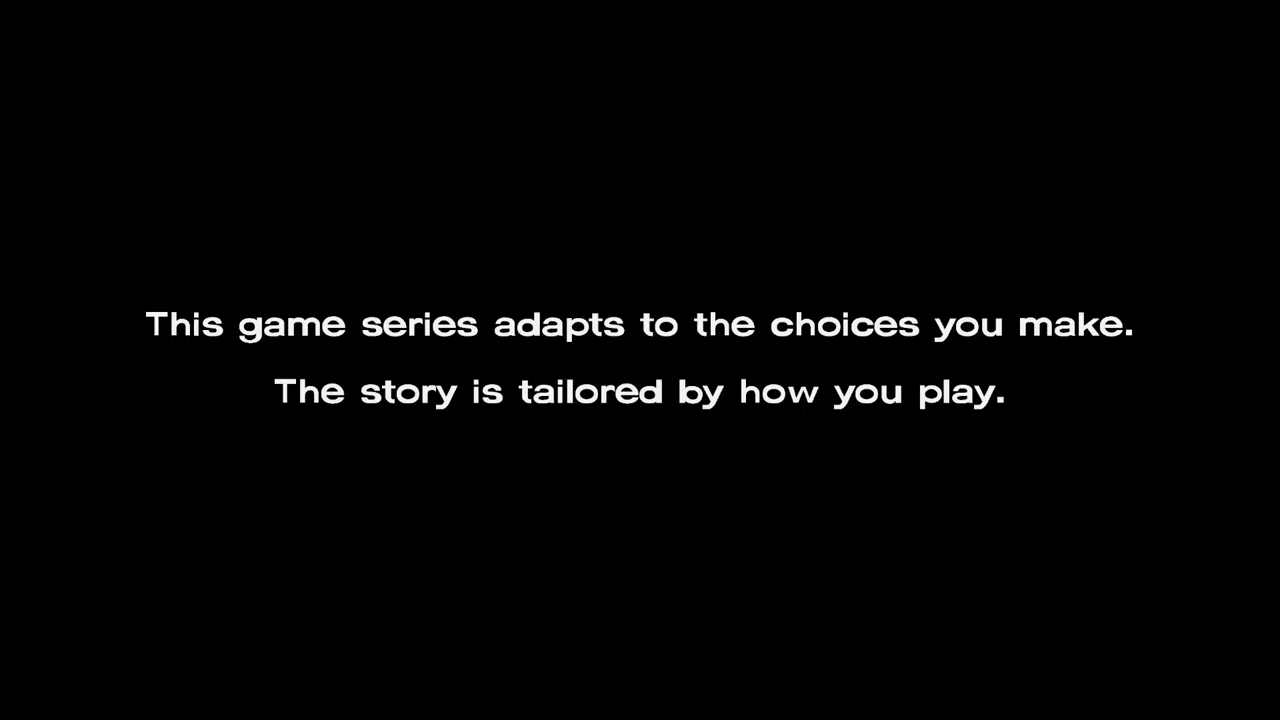 This game series adapts to the choices you make.
The story is tailored by how you play.